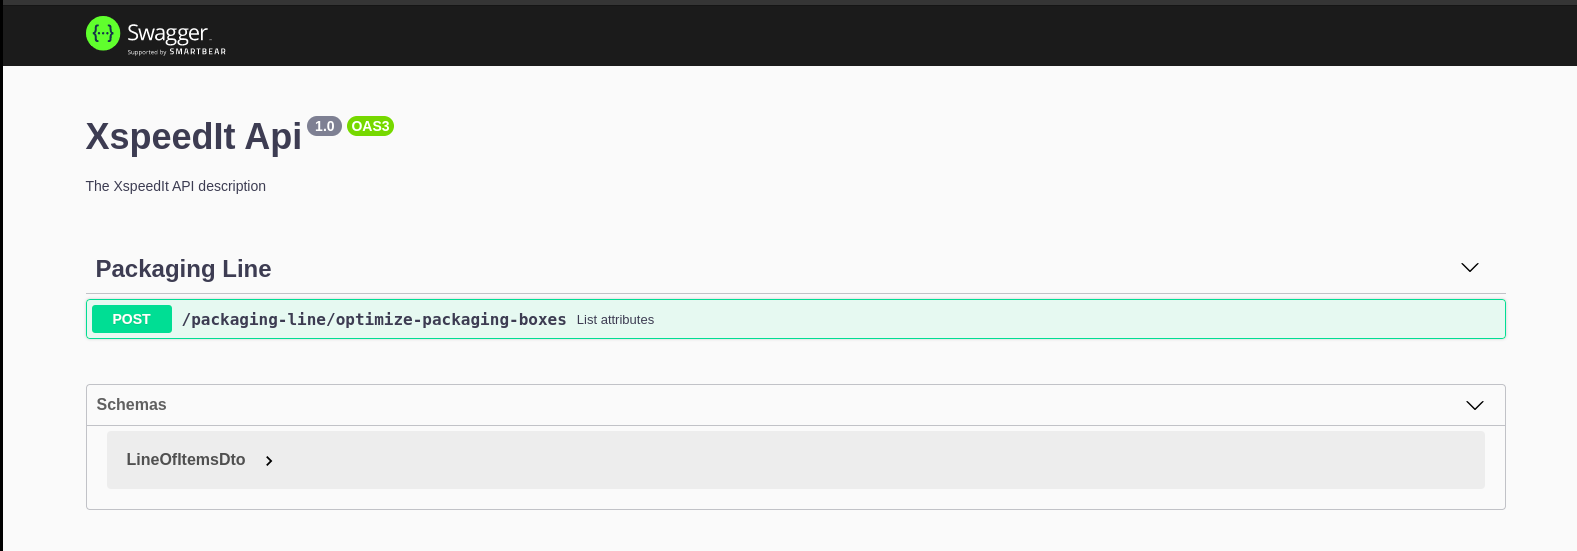 {···} Swagger
Supported by SMARTBEAR
XspeedIt Api 1.0 OAS3
The XspeedIt API description
Packaging Line
POST /packaging-line/optimize-packaging-boxes List attributes
Schemas
LineOfItemsDto